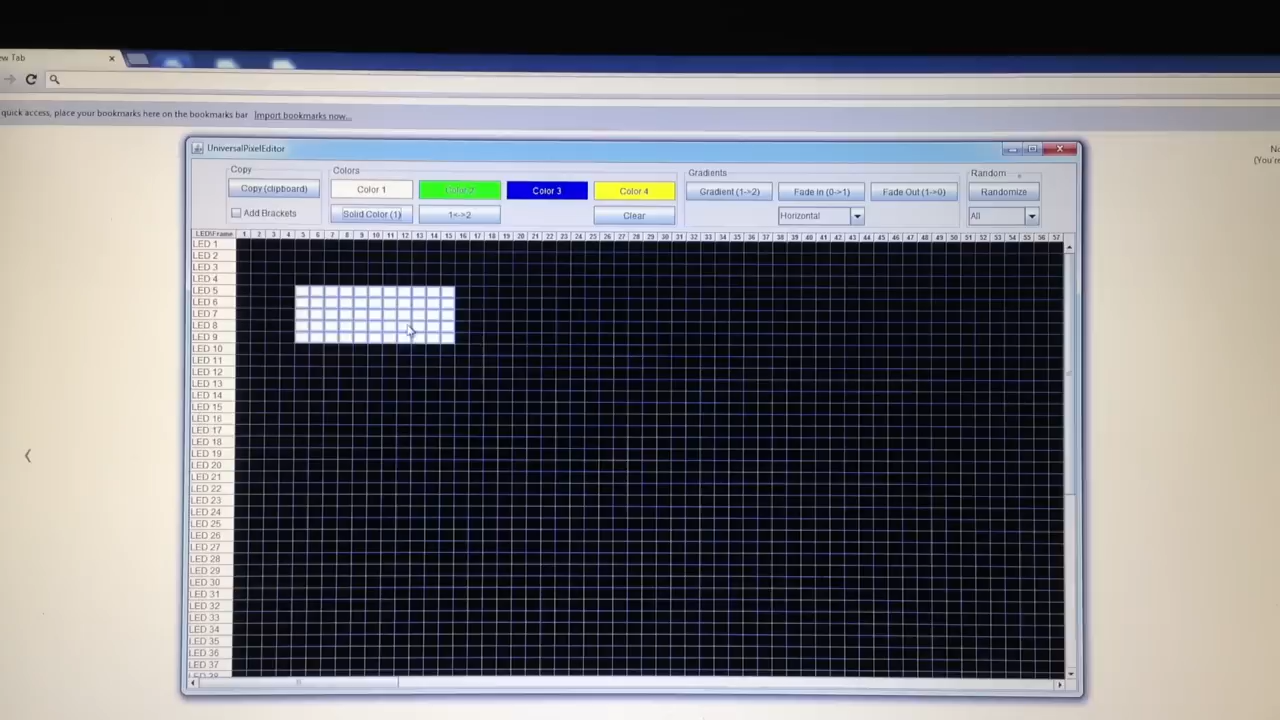 ew Tab
quick access, place your bookmarks here on the bookmarks bar Import bookmarks now...
No
(You're
UniversalPixelEditor
Copy
Colors
Gradients
Random
Copy (clipboard)
Color 1
Color 2
Color 3
Color 4
Gradient (1->2)
Fade In (0->1)
Fade Out (1->0)
Randomize
Add Brackets
Solid Color (1)
1<->2
Clear
Horizontal
All
LED\Frame 1 2 3 4 5 6 7 8 9 10 11 12 13 14 15 16 17 18 19 20 21 22 23 24 25 26 27 28 29 30 31 32 33 34 35 36 37 38 39 40 41 42 43 44 45 46 47 48 49 50 51 52 53 54 55 56 57
LED 1
LED 2
LED 3
LED 4
LED 5
LED 6
LED 7
LED 8
LED 9
LED 10
LED 11
LED 12
LED 13
LED 14
LED 15
LED 16
LED 17
LED 18
LED 19
LED 20
LED 21
LED 22
LED 23
LED 24
LED 25
LED 26
LED 27
LED 28
LED 29
LED 30
LED 31
LED 32
LED 33
LED 34
LED 35
LED 36
LED 37
LED 38